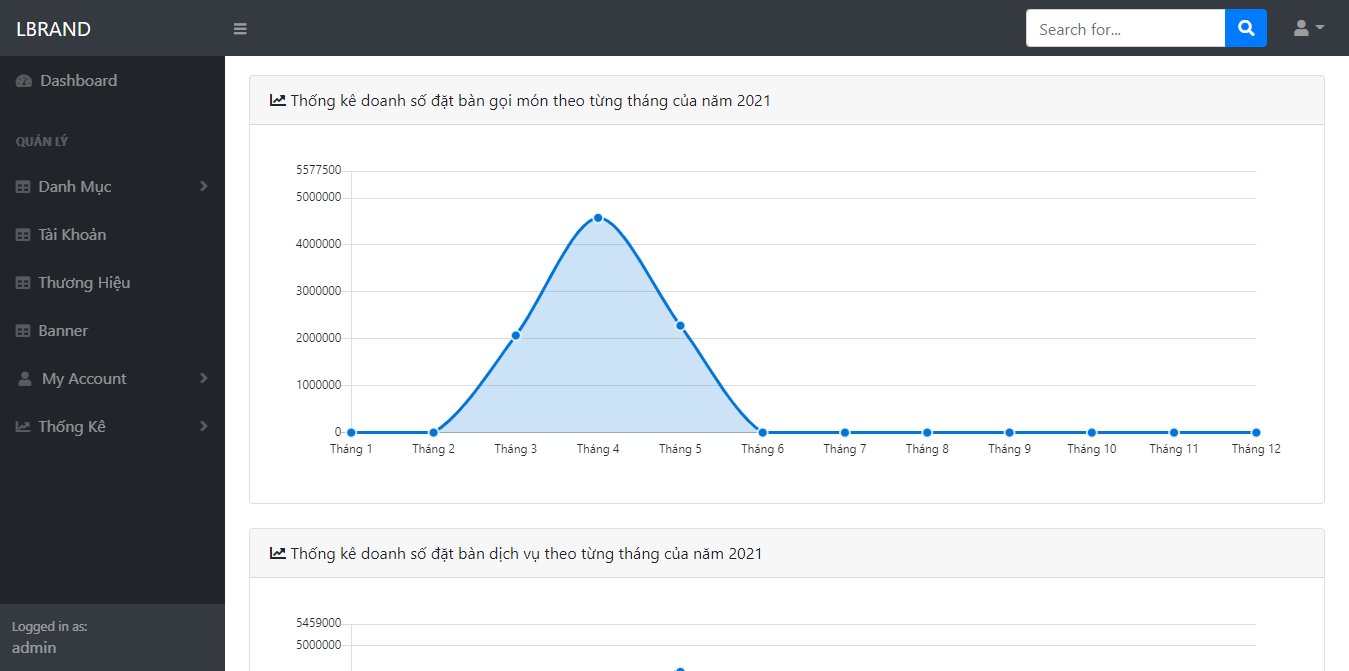 LBRAND
Search for...
Dashboard
QUẢN LÝ
Danh Mục
Tài Khoản
Thương Hiệu
Banner
My Account
Thống Kê
Logged in as:
admin
Thống kê doanh số đặt bàn gọi món theo từng tháng của năm 2021
5577500
5000000
4000000
3000000
2000000
1000000
0
Tháng 1 Tháng 2 Tháng 3 Tháng 4 Tháng 5 Tháng 6 Tháng 7 Tháng 8 Tháng 9 Tháng 10 Tháng 11 Tháng 12
Thống kê doanh số đặt bàn dịch vụ theo từng tháng của năm 2021
5459000
5000000